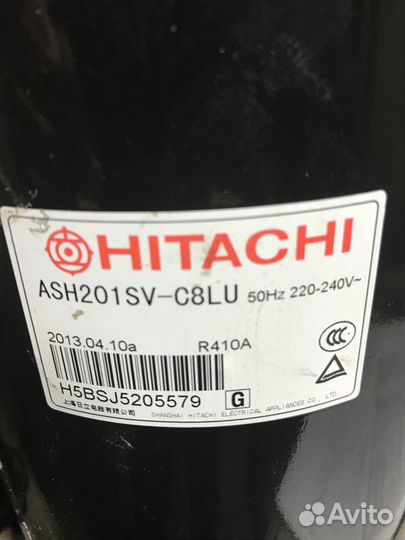 HITACHI
ASH201SV-C8LU 50Hz 220-240V~
2013.04.10a R410A
CCC
H5BSJ5205579 G
上海日立电器有限公司 SHANGHAI HITACHI ELECTRICAL APPLIANCES CO., LTD.
Avito